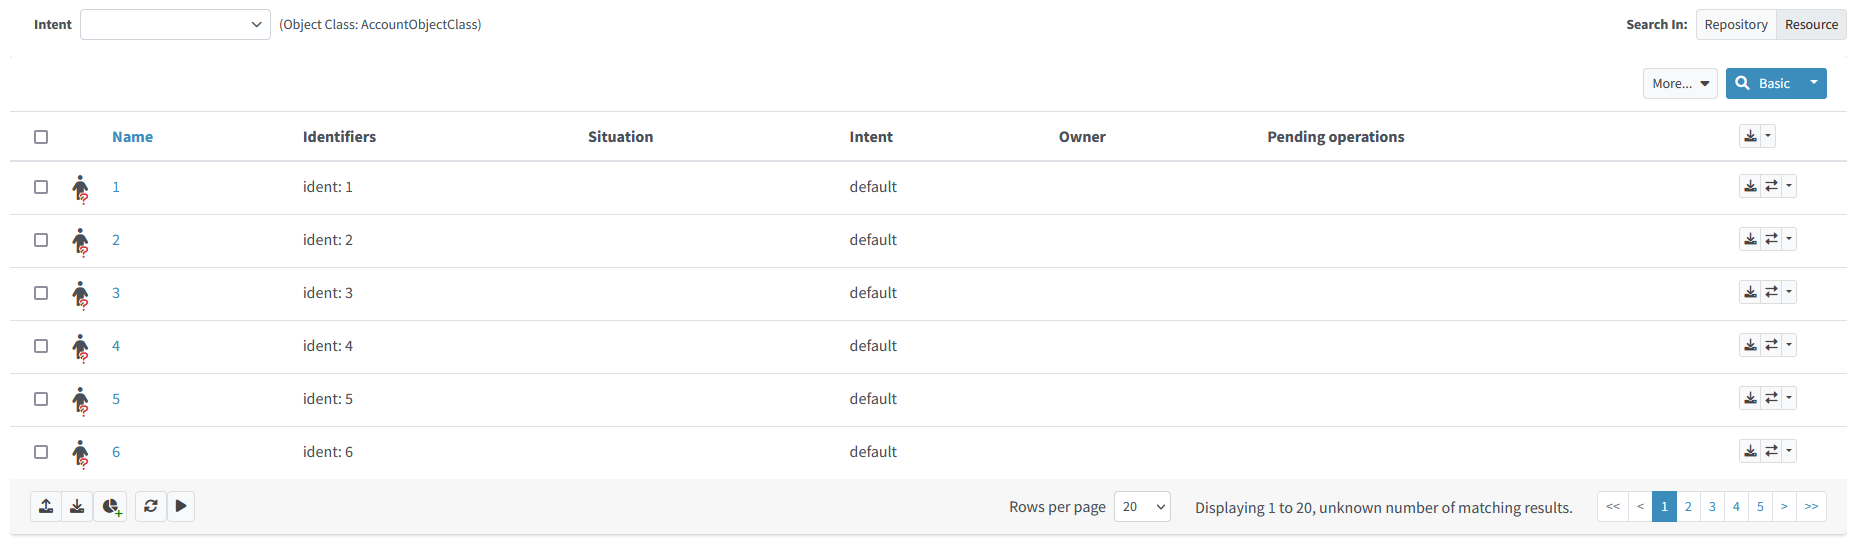 Intent (Object Class: AccountObjectClass) Search In: Repository Resource
More... Basic
Name Identifiers Situation Intent Owner Pending operations
1 ident: 1 default
2 ident: 2 default
3 ident: 3 default
4 ident: 4 default
5 ident: 5 default
6 ident: 6 default
Rows per page 20 Displaying 1 to 20, unknown number of matching results. << < 1 2 3 4 5 > >>